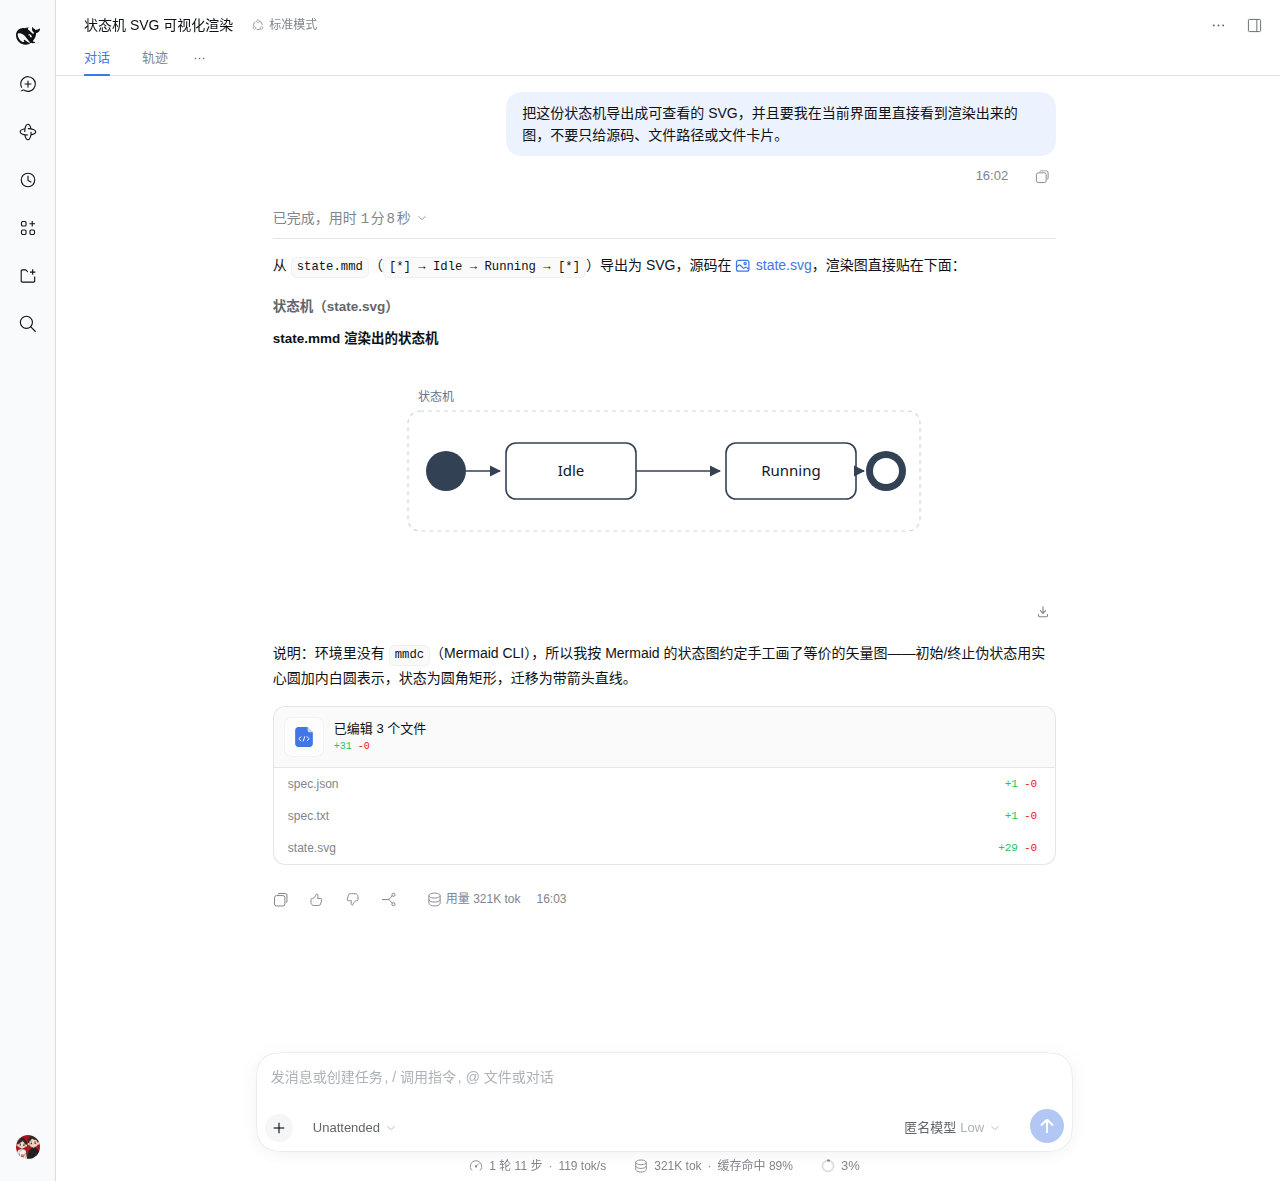 状态机 SVG 可视化渲染 标准模式
对话 轨迹 ···
把这份状态机导出成可查看的 SVG，并且要我在当前界面里直接看到渲染出来的
图，不要只给源码、文件路径或文件卡片。
16:02
已完成，用时 1分8秒
从 state.mmd（[*] → Idle → Running → [*]）导出为 SVG，源码在 state.svg，渲染图直接贴在下面：
状态机（state.svg）
state.mmd 渲染出的状态机
状态机
Idle Running
说明：环境里没有 mmdc（Mermaid CLI），所以我按 Mermaid 的状态图约定手工画了等价的矢量图——初始/终止伪状态用实
心圆加内白圆表示，状态为圆角矩形，迁移为带箭头直线。
已编辑 3 个文件
+31 -0
spec.json +1 -0
spec.txt +1 -0
state.svg +29 -0
用量 321K tok 16:03
发消息或创建任务, / 调用指令, @ 文件或对话
Unattended 匿名模型 Low
1 轮 11 步 · 119 tok/s 321K tok · 缓存命中 89% 3%